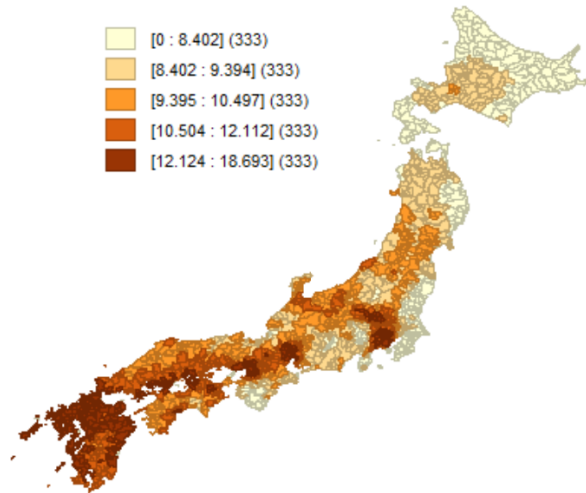 [0 : 8.402] (333)
[8.402 : 9.394] (333)
[9.395 : 10.497] (333)
[10.504 : 12.112] (333)
[12.124 : 18.693] (333)